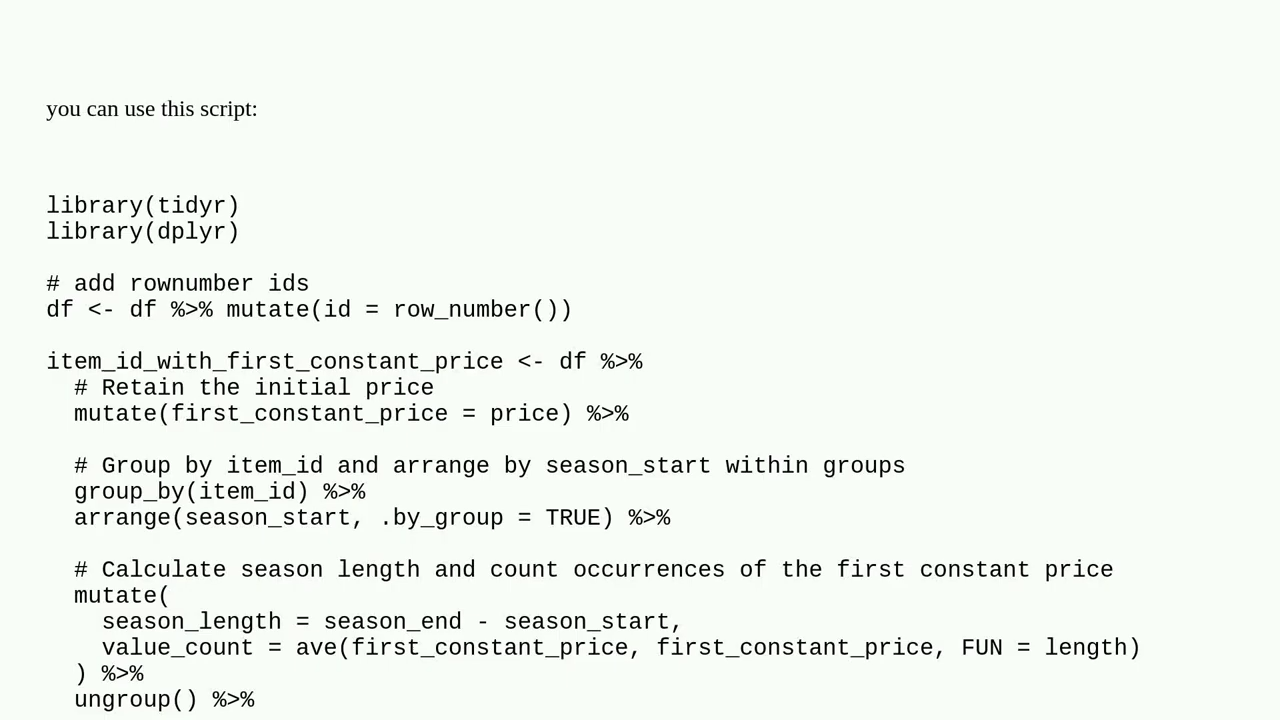 you can use this script:
library(tidyr)
library(dplyr)
# add rownumber ids
df <- df %>% mutate(id = row_number())
item_id_with_first_constant_price <- df %>%
# Retain the initial price
mutate(first_constant_price = price) %>%
# Group by item_id and arrange by season_start within groups
group_by(item_id) %>%
arrange(season_start, .by_group = TRUE) %>%
# Calculate season length and count occurrences of the first constant price
mutate(
season_length = season_end - season_start,
value_count = ave(first_constant_price, first_constant_price, FUN = length)
) %>%
ungroup() %>%